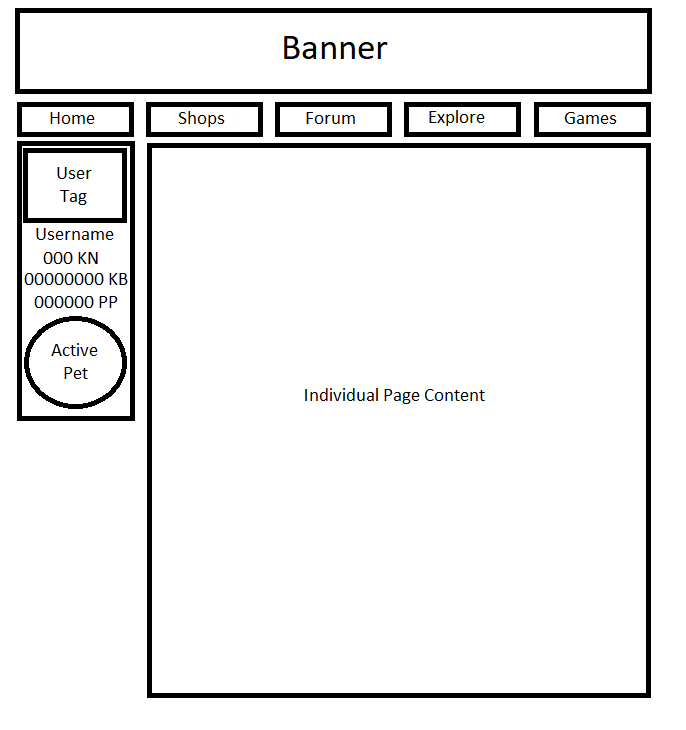 Banner
Home
Shops
Forum
Explore
Games
User
Tag
Username
000 KN
00000000 KB
000000 PP
Active
Pet
Individual Page Content